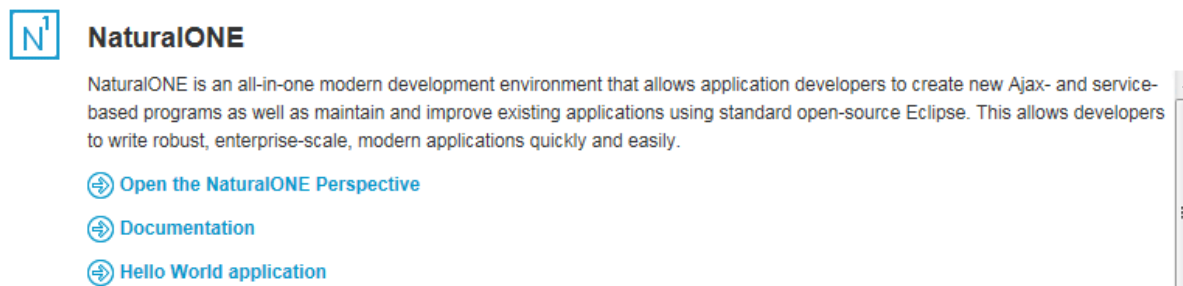 N1
NaturalONE
NaturalONE is an all-in-one modern development environment that allows application developers to create new Ajax- and service-
based programs as well as maintain and improve existing applications using standard open-source Eclipse. This allows developers
to write robust, enterprise-scale, modern applications quickly and easily.
Open the NaturalONE Perspective
Documentation
Hello World application